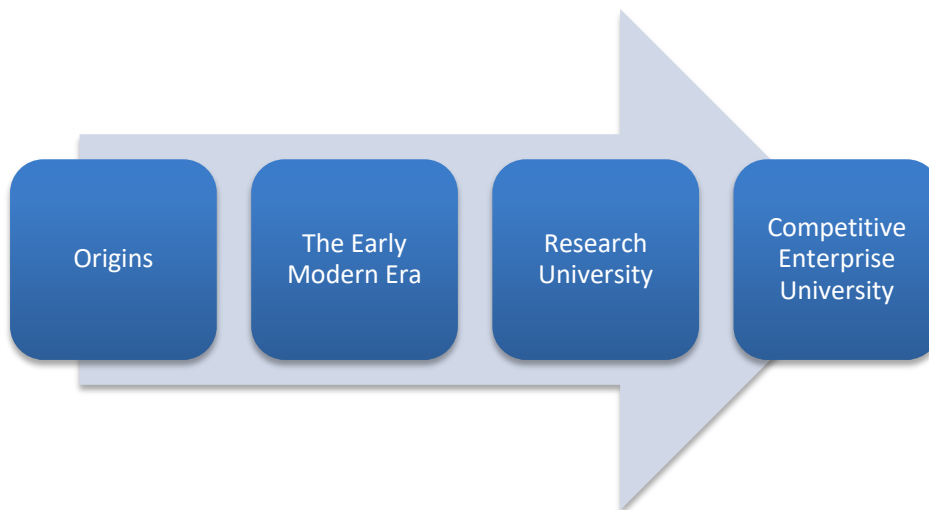 Origins
The Early
Modern Era
Research
University
Competitive
Enterprise
University